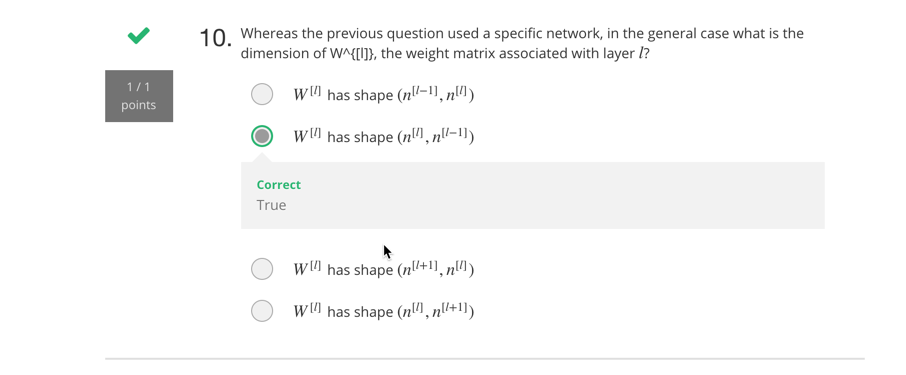 10. Whereas the previous question used a specific network, in the general case what is the
dimension of W^{[l]}, the weight matrix associated with layer l?
1 / 1
points
W^{[l]} has shape (n^{[l−1]}, n^{[l]})
W^{[l]} has shape (n^{[l]}, n^{[l−1]})
Correct
True
W^{[l]} has shape (n^{[l+1]}, n^{[l]})
W^{[l]} has shape (n^{[l]}, n^{[l+1]})